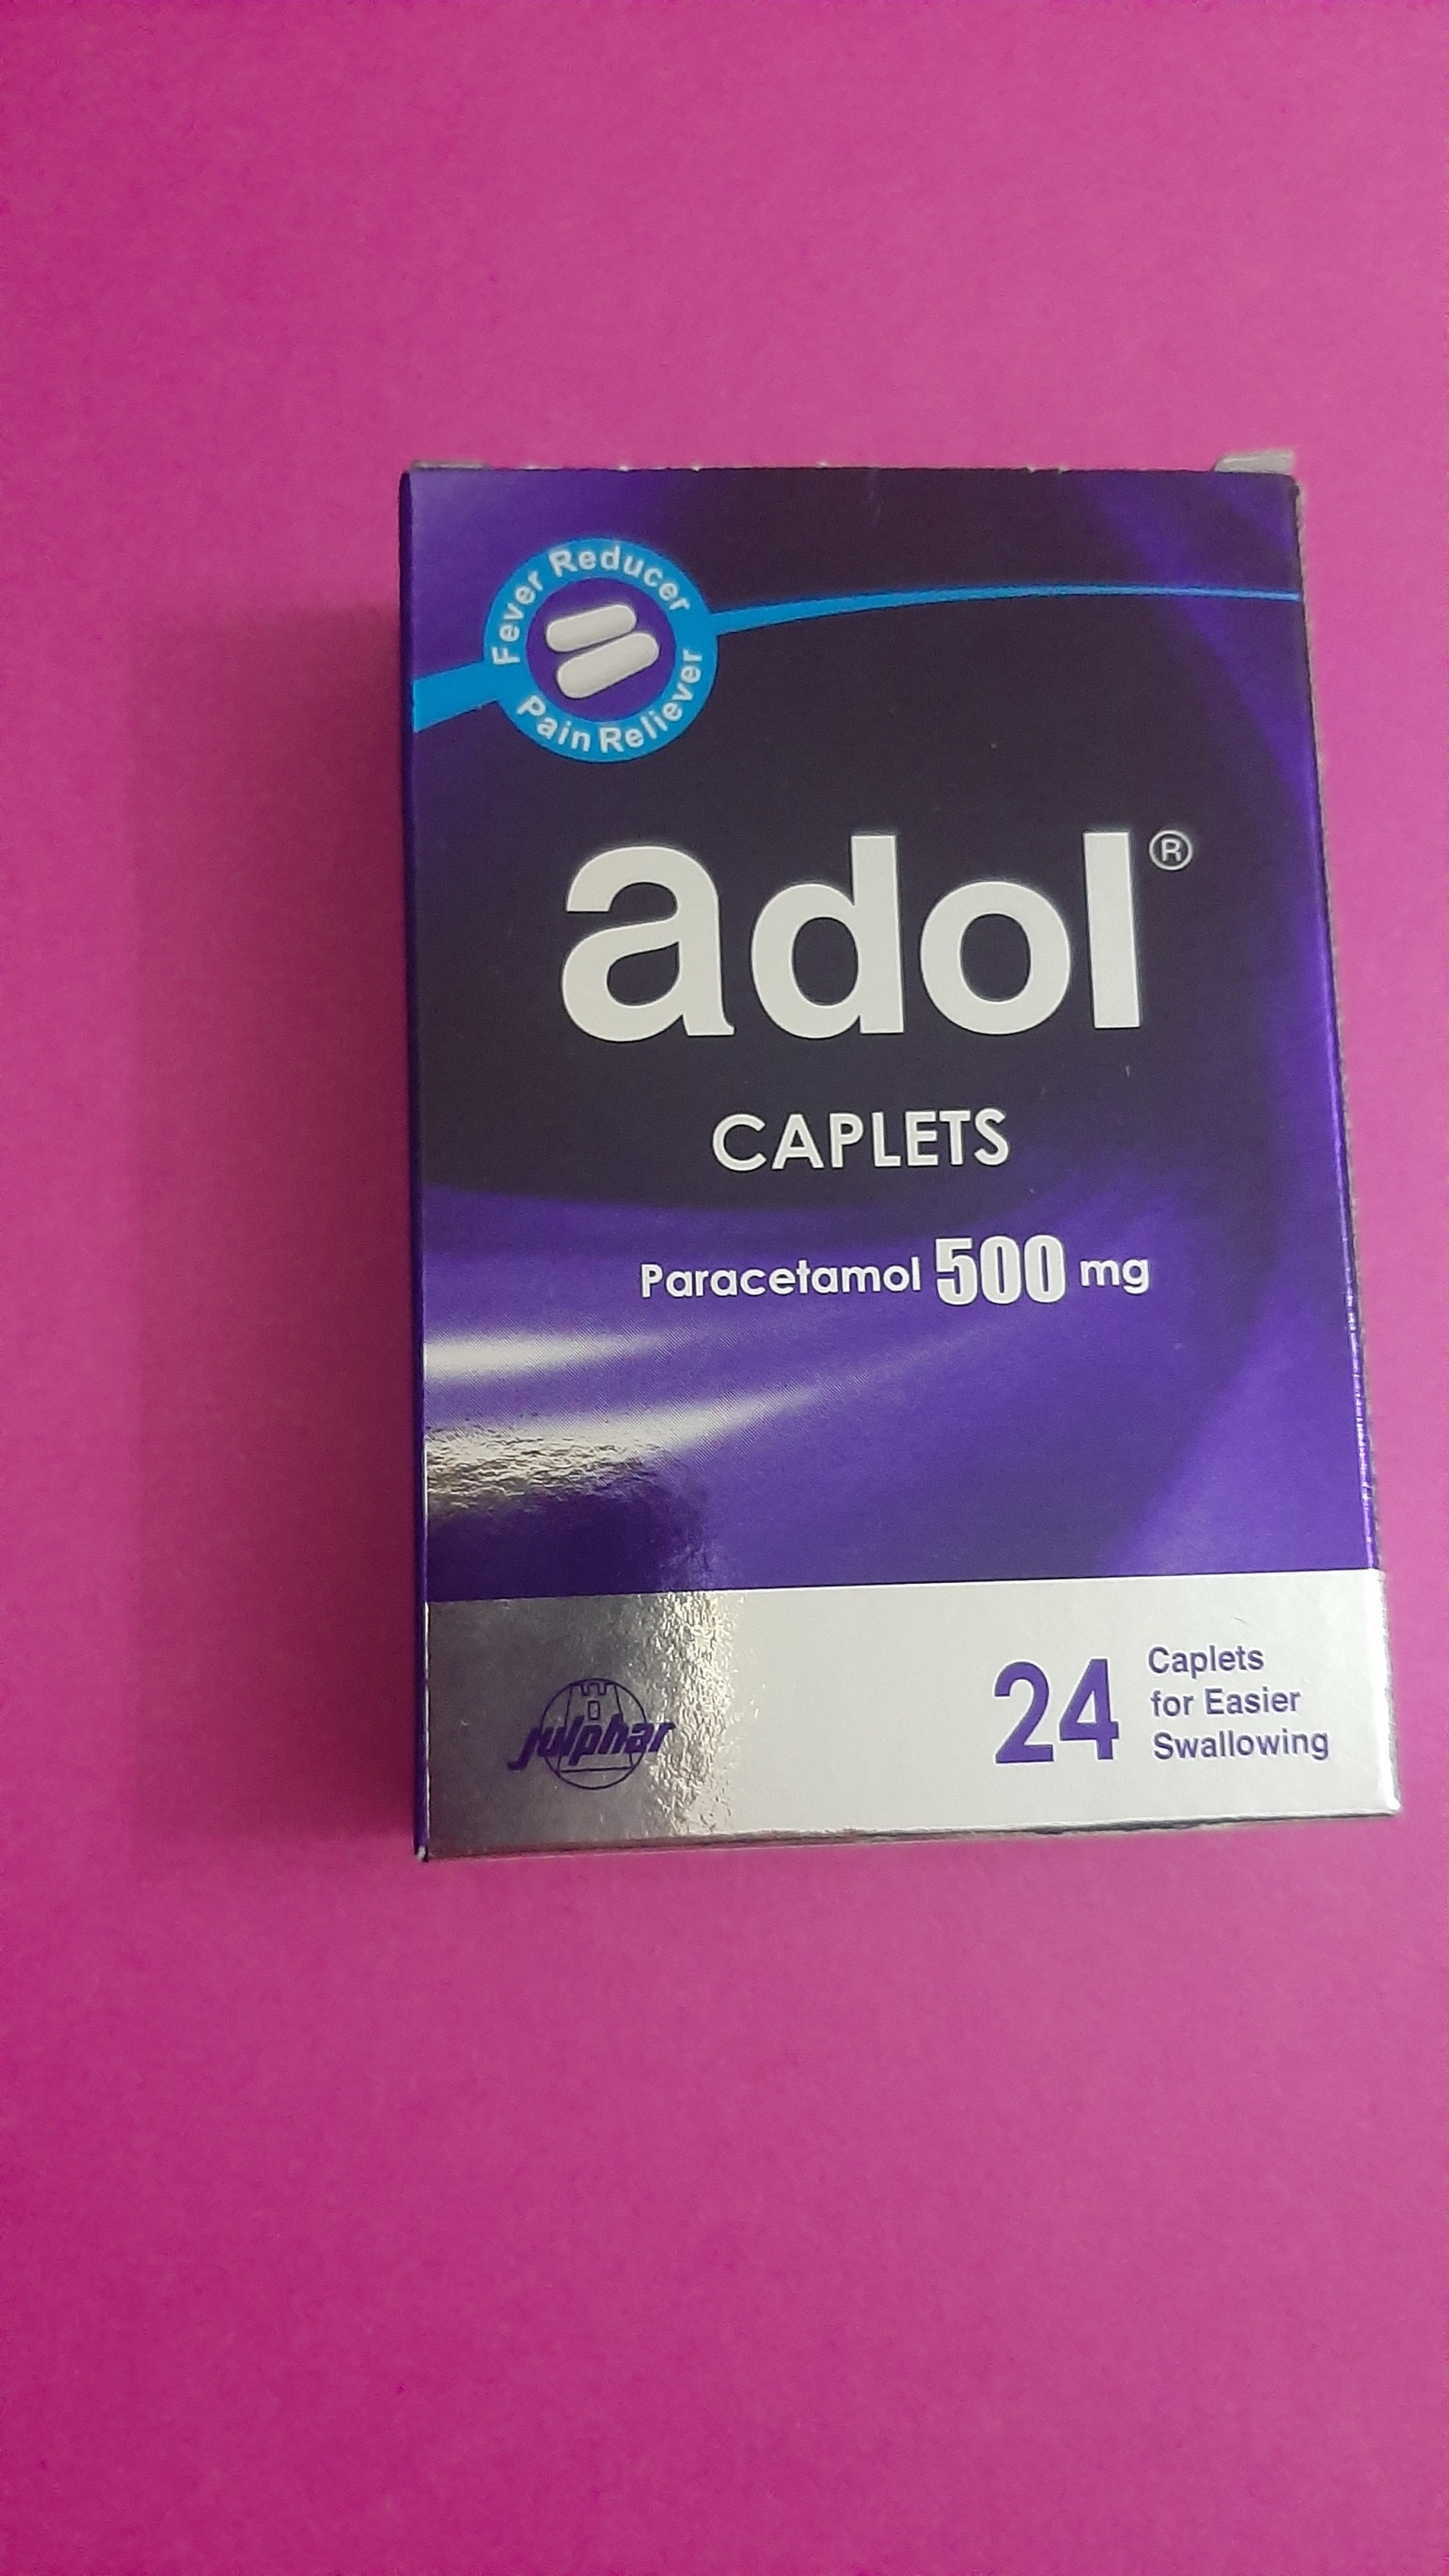 Fever Reducer
Pain Reliever
adol®
CAPLETS
Paracetamol 500 mg
julphar
24
Caplets
for Easier
Swallowing